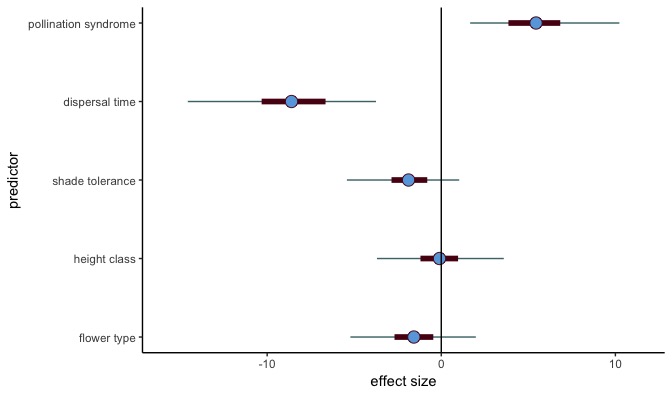 pollination syndrome
dispersal time
shade tolerance
height class
flower type
predictor
-10
0
10
effect size